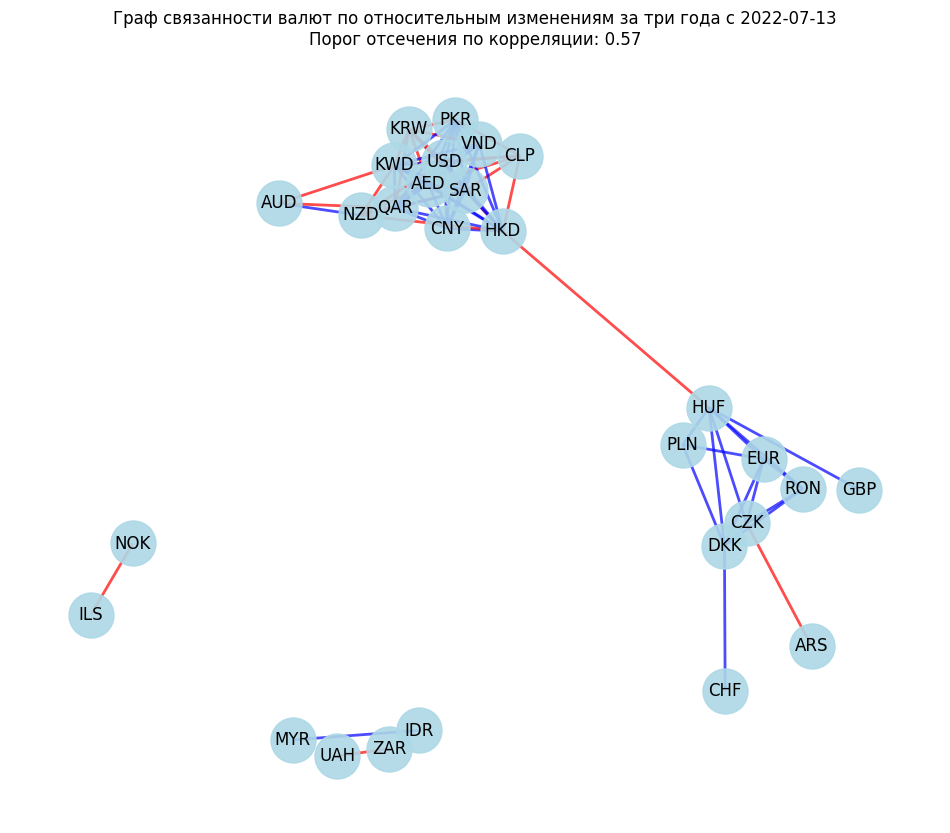 Граф связанности валют по относительным изменениям за три года с 2022-07-13
Порог отсечения по корреляции: 0.57
PKR
KRW
VND
CLP
USD
KWD
AED
SAR
AUD
QAR
NZD
CNY
HKD
HUF
PLN
EUR
RON
GBP
CZK
DKK
NOK
ILS
ARS
CHF
IDR
MYR
ZAR
UAH